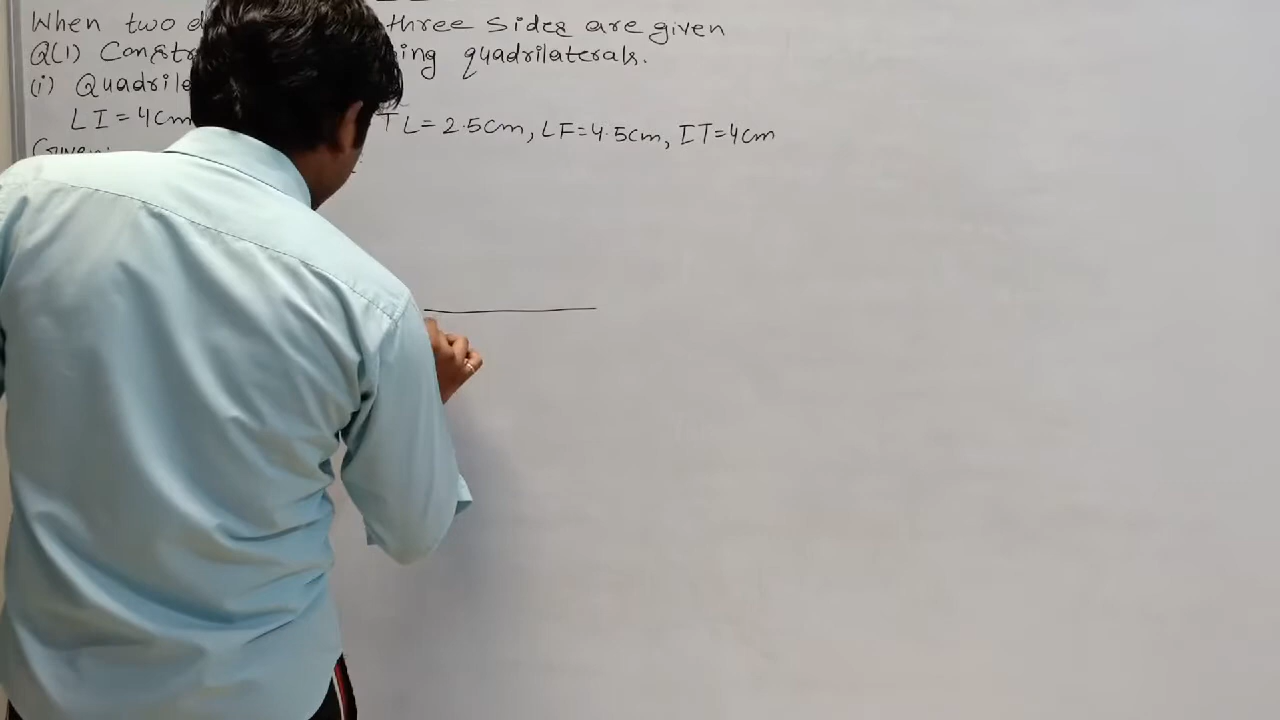 When two three sides are given
Q(1) Constr ing quadrilaterals.
(i) Quadrile
LI = 4cm TL = 2.5cm, LF = 4.5cm, IT = 4cm
Given: